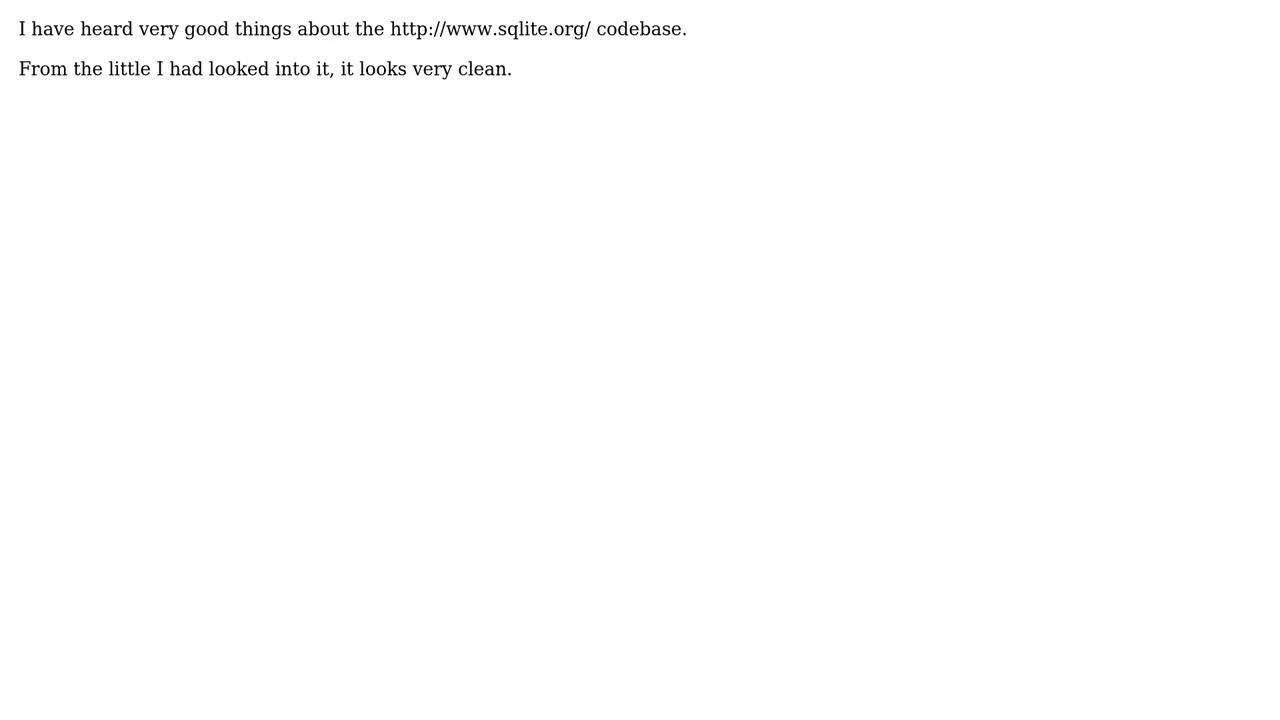 I have heard very good things about the http://www.sqlite.org/ codebase.
From the little I had looked into it, it looks very clean.